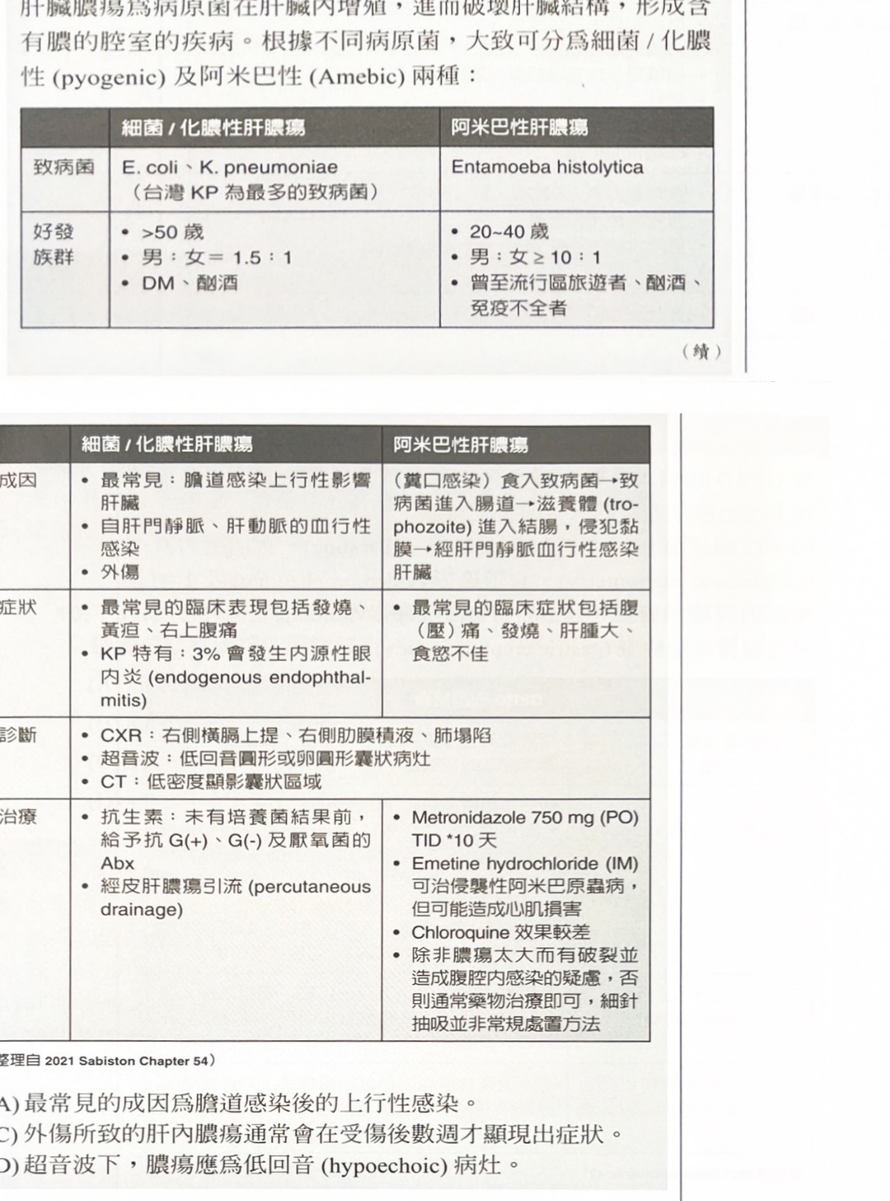 肝臟膿瘍為病原菌在肝臟內增殖，進而破壞肝臟結構，形成含
有膿的腔室的疾病。根據不同病原菌，大致可分為細菌 / 化膿
性 (pyogenic) 及阿米巴性 (Amebic) 兩種：
細菌 / 化膿性肝膿瘍 阿米巴性肝膿瘍
致病菌 E. coli、K. pneumoniae Entamoeba histolytica
（台灣 KP 為最多的致病菌）
好發 • >50 歲 • 20~40 歲
族群 • 男：女＝ 1.5：1 • 男：女 ≥ 10：1
• DM、酗酒 • 曾至流行區旅遊者、酗酒、
免疫不全者
（續）
細菌 / 化膿性肝膿瘍 阿米巴性肝膿瘍
成因 • 最常見：膽道感染上行性影響
肝臟
• 自肝門靜脈、肝動脈的血行性
感染
• 外傷
（糞口感染）食入致病菌→致
病菌進入腸道→滋養體 (tro-
phozoite) 進入結腸，侵犯黏
膜→經肝門靜脈血行性感染
肝臟
症狀 • 最常見的臨床表現包括發燒、
黃疸、右上腹痛
• KP 特有：3% 會發生內源性眼
內炎 (endogenous endophthal-
mitis)
• 最常見的臨床症狀包括腹
（壓）痛、發燒、肝腫大、
食慾不佳
診斷 • CXR：右側橫膈上提、右側肋膜積液、肺塌陷
• 超音波：低回音圓形或卵圓形囊狀病灶
• CT：低密度顯影囊狀區域
治療 • 抗生素：未有培養菌結果前，
給予抗 G(+)、G(-) 及厭氧菌的
Abx
• 經皮肝膿瘍引流 (percutaneous
drainage)
• Metronidazole 750 mg (PO)
TID *10 天
• Emetine hydrochloride (IM)
可治侵襲性阿米巴原蟲病，
但可能造成心肌損害
• Chloroquine 效果較差
• 除非膿瘍太大而有破裂並
造成腹腔內感染的疑慮，否
則通常藥物治療即可，細針
抽吸並非常規處置方法
整理自 2021 Sabiston Chapter 54）
A) 最常見的成因為膽道感染後的上行性感染。
C) 外傷所致的肝內膿瘍通常會在受傷後數週才顯現出症狀。
D) 超音波下，膿瘍應為低回音 (hypoechoic) 病灶。